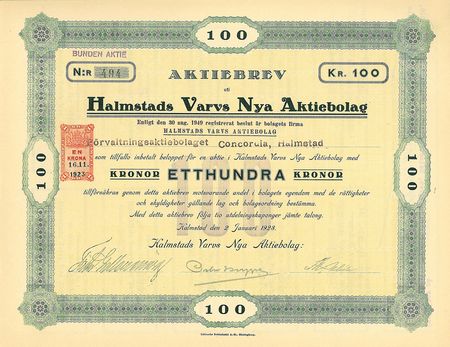 100
BUNDEN AKTIE
N:R 494
KR. 100
AKTIEBREV
uti
Halmstads Varvs Nya Aktiebolag
Enligt den 30 aug. 1949 registrerat beslut är bolagets firma
HALMSTADS VARVS AKTIEBOLAG
Förvaltningsaktiebolaget Concordia, Halmstad
som tillfullo inbetalt beloppet för en aktie i Halmstads Varvs Nya Aktiebolag med
KRONOR ETTHUNDRA KRONOR
tillförsäkras genom detta aktiebrev motsvarande andel i bolagets egendom med de rättigheter
och skyldigheter gällande lag och bolagsordning bestämma.
Med detta aktiebrev följa tio utdelningskuponger jämte talong.
Halmstad den 2 Januari 1923.
Halmstads Varvs Nya Aktiebolag:
EN
KRONA
16.11.
1923
100
100